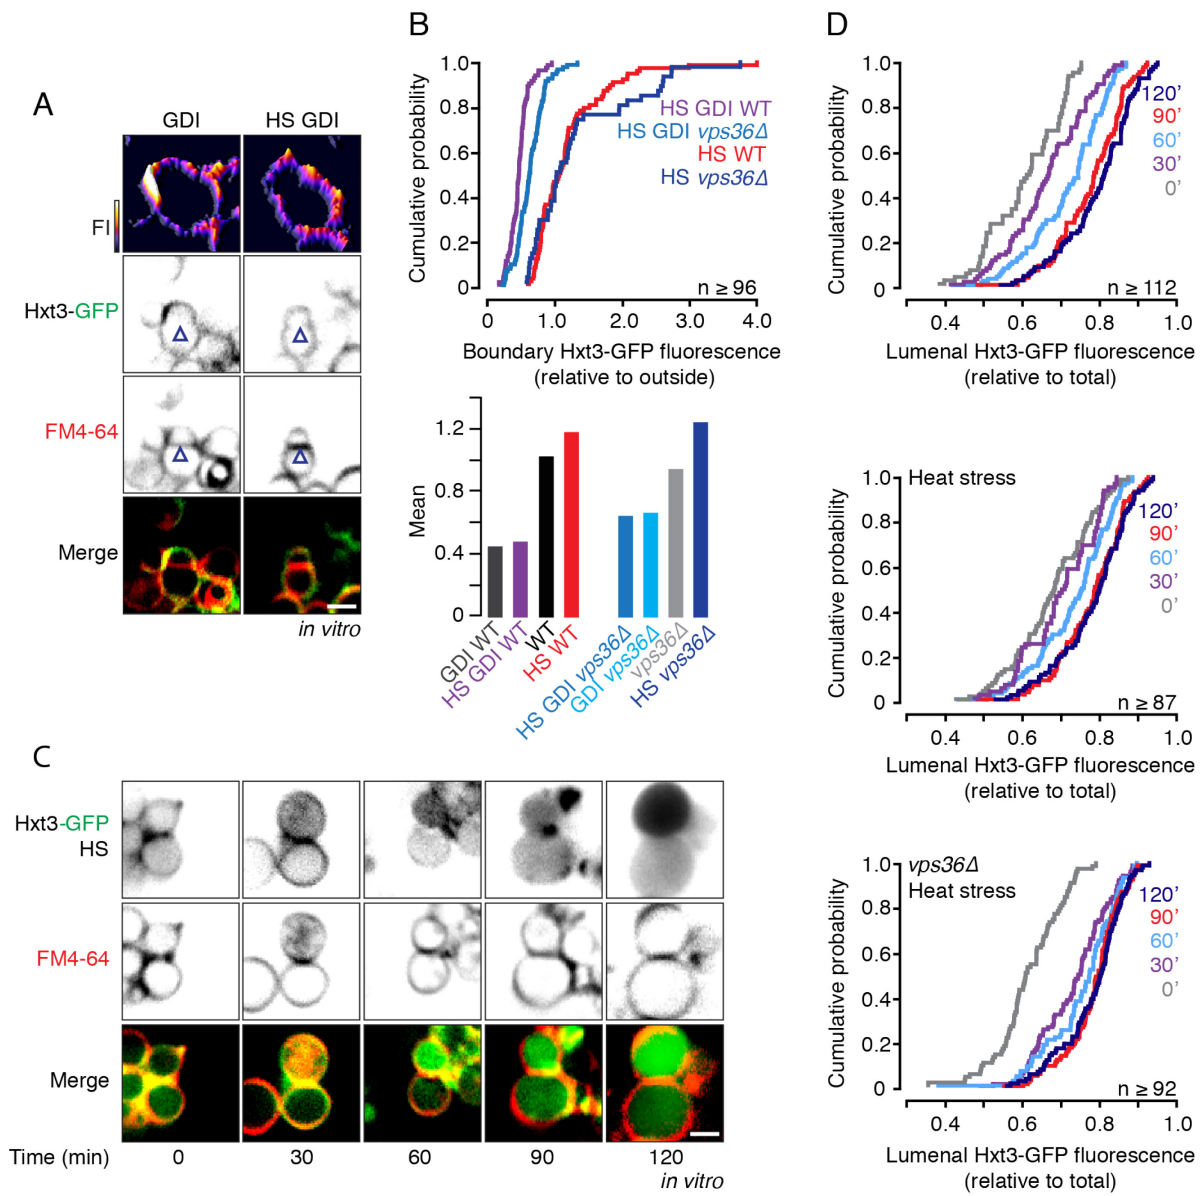 A
GDI
HS GDI
FI
Hxt3-GFP
FM4-64
Merge
in vitro
B
Cumulative probability
1.0
0.8
0.6
0.4
0.2
0
HS GDI WT
HS GDI vps36Δ
HS WT
HS vps36Δ
n ≥ 96
0 1.0 2.0 3.0 4.0
Boundary Hxt3-GFP fluorescence
(relative to outside)
Mean
1.2
0.8
0.4
0
GDI WT
HS GDI WT
WT
HS WT
HS GDI vps36Δ
GDI vps36Δ
vps36Δ
HS vps36Δ
C
Hxt3-GFP
HS
FM4-64
Merge
Time (min) 0 30 60 90 120
in vitro
D
Cumulative probability
1.0
0.8
0.6
0.4
0.2
0
120'
90'
60'
30'
0'
n ≥ 112
0.4 0.6 0.8 1.0
Lumenal Hxt3-GFP fluorescence
(relative to total)
Heat stress
Cumulative probability
1.0
0.8
0.6
0.4
0.2
0
120'
90'
60'
30'
0'
n ≥ 87
0.4 0.6 0.8 1.0
Lumenal Hxt3-GFP fluorescence
(relative to total)
vps36Δ
Heat stress
Cumulative probability
1.0
0.8
0.6
0.4
0.2
0
120'
90'
60'
30'
0'
n ≥ 92
0.4 0.6 0.8 1.0
Lumenal Hxt3-GFP fluorescence
(relative to total)